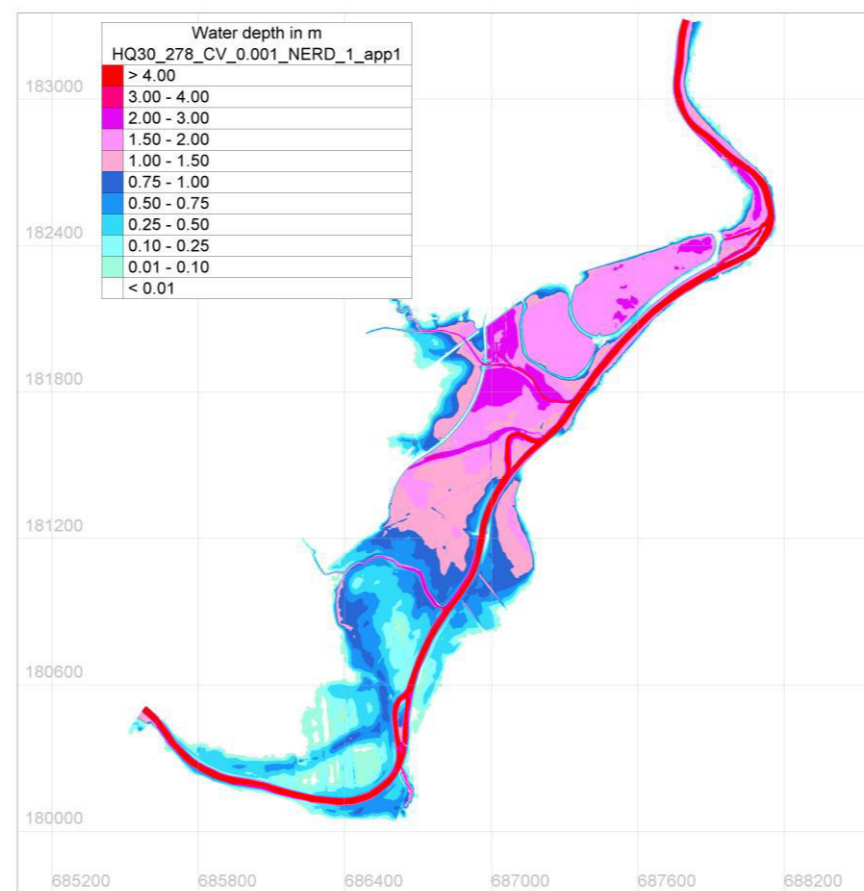 Water depth in m
HQ30_278_CV_0.001_NERD_1_app1
> 4.00
3.00 - 4.00
2.00 - 3.00
1.50 - 2.00
1.00 - 1.50
0.75 - 1.00
0.50 - 0.75
0.25 - 0.50
0.10 - 0.25
0.01 - 0.10
< 0.01
183000
182400
181800
181200
180600
180000
685200 685800 686400 687000 687600 688200